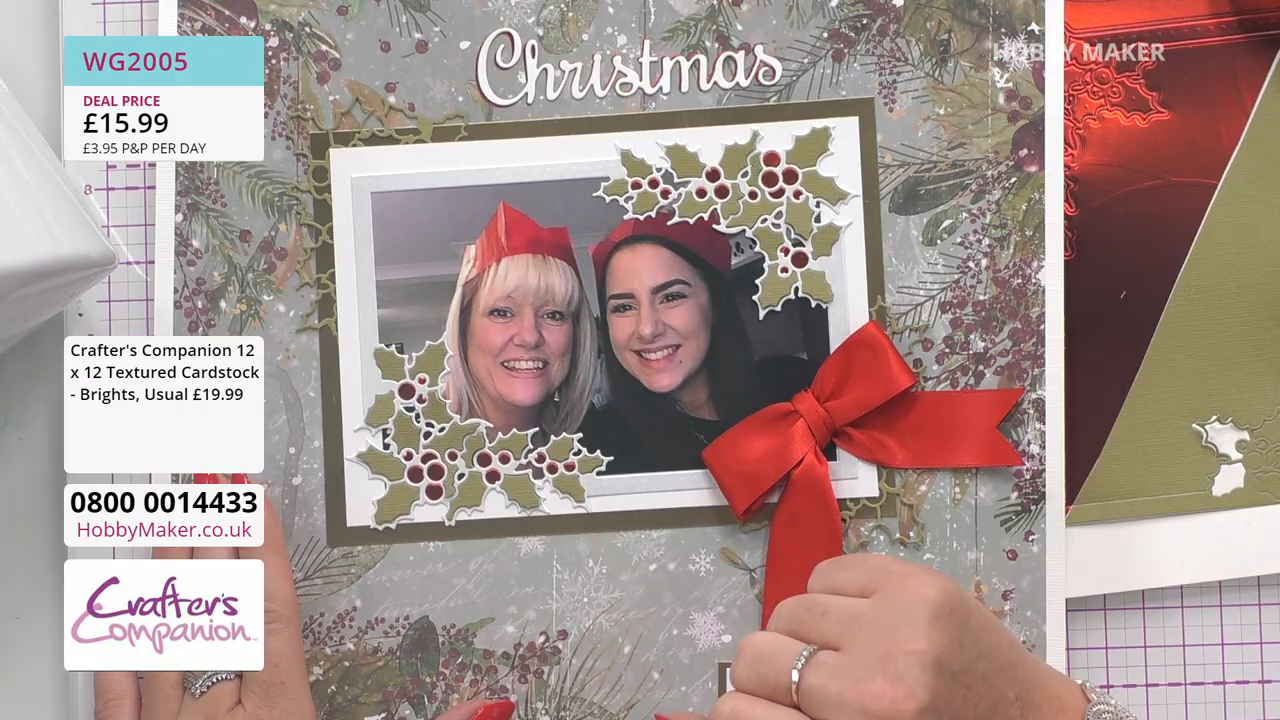 WG2005
DEAL PRICE
£15.99
£3.95 P&P PER DAY
8
Crafter's Companion 12
x 12 Textured Cardstock
- Brights, Usual £19.99
0800 0014433
HobbyMaker.co.uk
Crafter's
Companion
Christmas
HOBBY MAKER